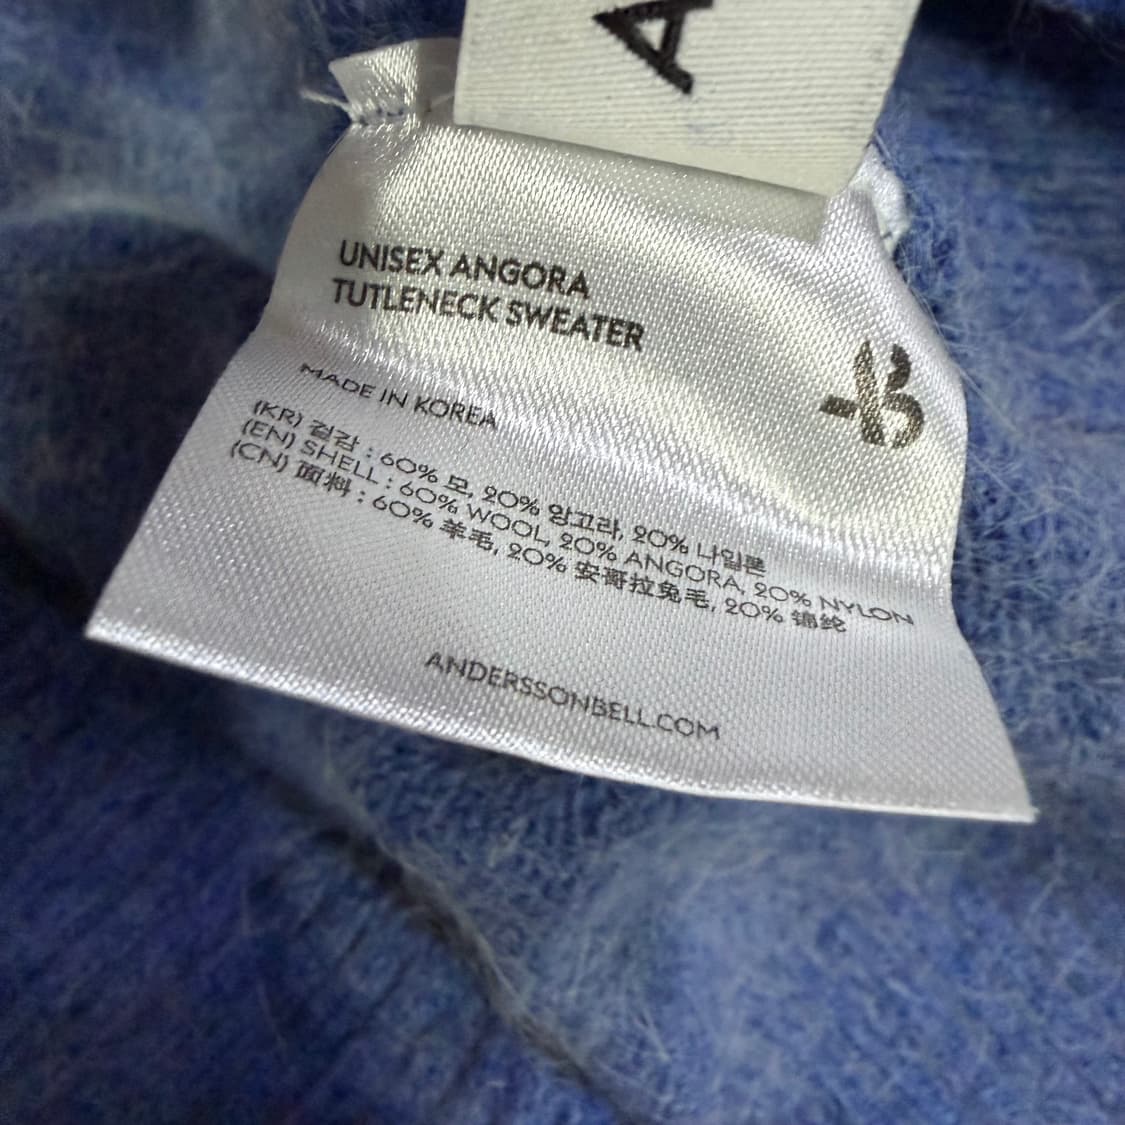 A
UNISEX ANGORA
TUTLENECK SWEATER
B
MADE IN KOREA
(KR) 겉감 : 60% 모, 20% 앙고라, 20% 나일론
(EN) SHELL : 60% WOOL, 20% ANGORA, 20% NYLON
(CN) 面料 : 60% 羊毛, 20% 安哥拉兔毛, 20% 锦纶
ANDERSSONBELL.COM